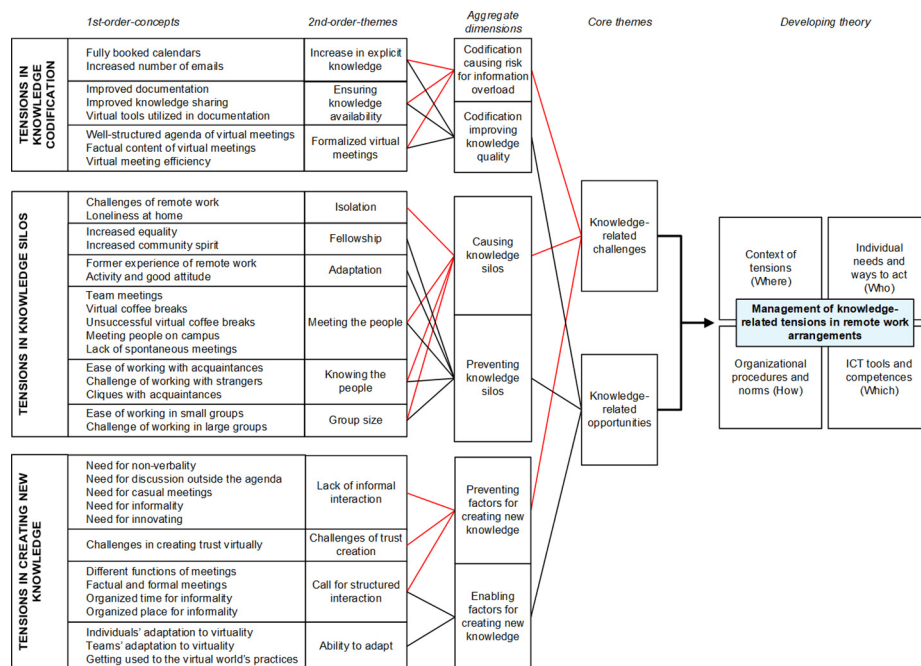 1st-order-concepts
2nd-order-themes
Aggregate
dimensions
Core themes
Developing theory
TENSIONS IN
KNOWLEDGE
CODIFICATION
Fully booked calendars
Increased number of emails
Increase in explicit
knowledge
Improved documentation
Improved knowledge sharing
Virtual tools utilized in documentation
Ensuring
knowledge
availability
Well-structured agenda of virtual meetings
Factual content of virtual meetings
Virtual meeting efficiency
Formalized virtual
meetings
Codification
causing risk
for information
overload
Codification
improving
knowledge
quality
TENSIONS IN KNOWLEDGE SILOS
Challenges of remote work
Loneliness at home
Isolation
Increased equality
Increased community spirit
Fellowship
Former experience of remote work
Activity and good attitude
Adaptation
Team meetings
Virtual coffee breaks
Unsuccessful virtual coffee breaks
Meeting people on campus
Lack of spontaneous meetings
Meeting the people
Ease of working with acquaintances
Challenge of working with strangers
Cliques with acquaintances
Knowing the
people
Ease of working in small groups
Challenge of working in large groups
Group size
Causing knowledge
silos
Preventing
knowledge
silos
TENSIONS IN CREATING NEW
KNOWLEDGE
Need for non-verbality
Need for discussion outside the agenda
Need for casual meetings
Need for informality
Need for innovating
Lack of informal
interaction
Challenges in creating trust virtually
Challenges of trust
creation
Different functions of meetings
Factual and formal meetings
Organized time for informality
Organized place for informality
Call for structured
interaction
Individuals' adaptation to virtuality
Teams' adaptation to virtuality
Getting used to the virtual world's practices
Ability to adapt
Preventing
factors for
creating new
knowledge
Enabling
factors for
creating new
knowledge
Knowledge-
related
challenges
Knowledge-
related
opportunities
Context of
tensions
(Where)
Individual
needs and
ways to act
(Who)
Management of knowledge-
related tensions in remote work
arrangements
Organizational
procedures and
norms (How)
ICT tools and
competences
(Which)